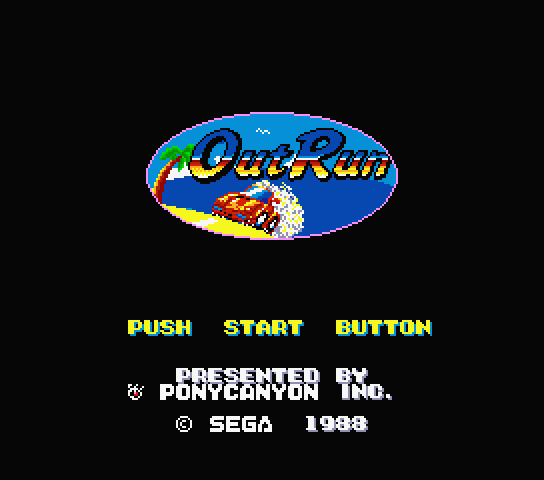 OutRun
PUSH START BUTTON
PRESENTED BY
PONYCANYON INC.
© SEGA 1988